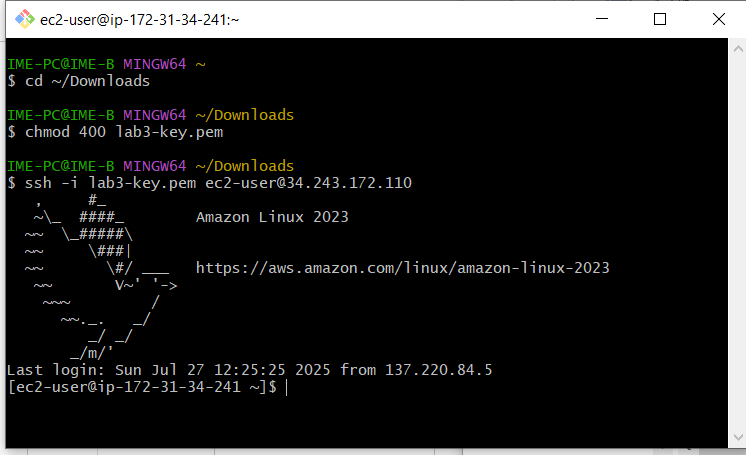 ec2-user@ip-172-31-34-241:~
IME-PC@IME-B MINGW64 ~
$ cd ~/Downloads
IME-PC@IME-B MINGW64 ~/Downloads
$ chmod 400 lab3-key.pem
IME-PC@IME-B MINGW64 ~/Downloads
$ ssh -i lab3-key.pem ec2-user@34.243.172.110
   ,     #_
   ~\_  ####_        Amazon Linux 2023
  ~~  \_#####\
  ~~     \###|
  ~~       \#/ ___   https://aws.amazon.com/linux/amazon-linux-2023
   ~~       V~' '->
    ~~~         /
      ~~._.   _/
         _/ _/
       _/m/'
Last login: Sun Jul 27 12:25:25 2025 from 137.220.84.5
[ec2-user@ip-172-31-34-241 ~]$